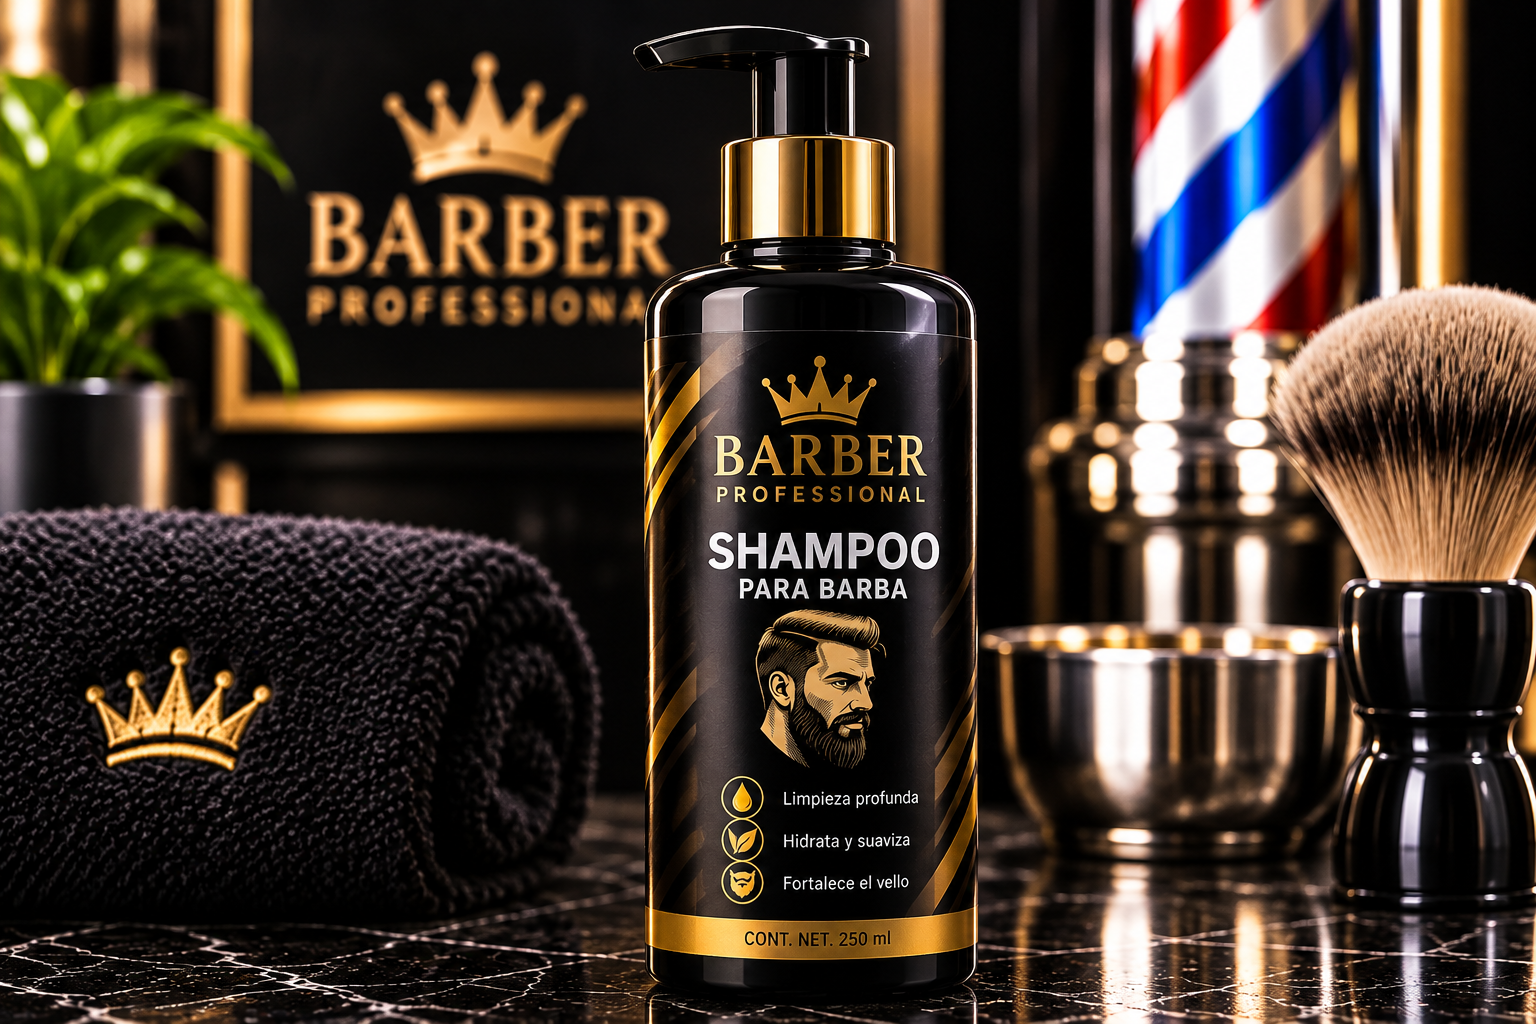 BARBER
PROFESSIONA
BARBER
PROFESSIONAL
SHAMPOO
PARA BARBA
Limpieza profunda
Hidrata y suaviza
Fortalece el vello
CONT. NET. 250 ml